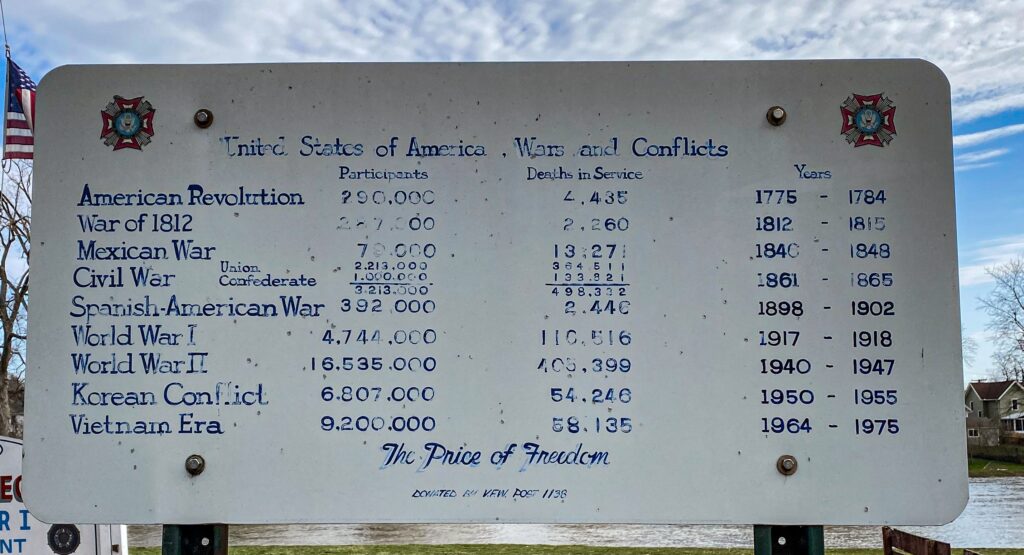 United States of America, Wars and Conflicts
Participants Deaths in Service Years
American Revolution 290,000 4,435 1775 - 1784
War of 1812 2,260 1812 - 1815
Mexican War 79,000 13,271 1846 - 1848
Civil War Union 2,213,000 364,511 1861 - 1865
Confederate 1,000,000 133,821
3,213,000 498,332
Spanish-American War 392,000 2,446 1898 - 1902
World War I 4,744,000 116,516 1917 - 1918
World War II 16,535,000 405,399 1940 - 1947
Korean Conflict 6,807,000 54,246 1950 - 1955
Vietnam Era 9,200,000 58,135 1964 - 1975
The Price of Freedom
DONATED BY V.F.W. POST 1138